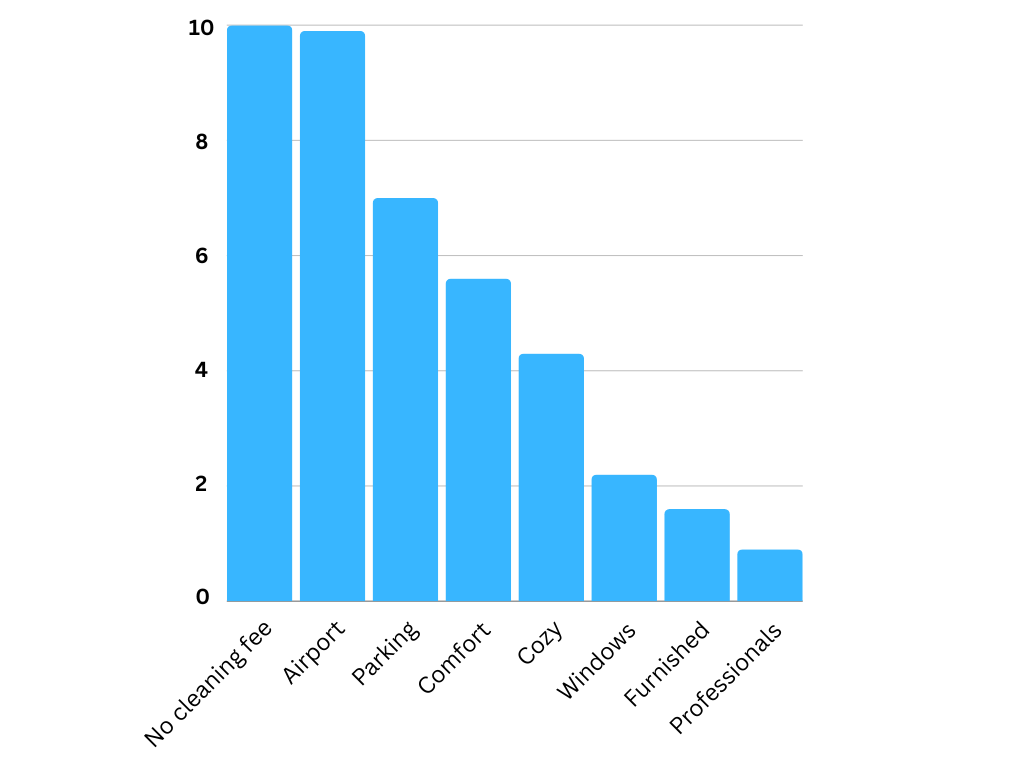 10
8
6
4
2
0
No cleaning fee
Airport
Parking
Comfort
Cozy
Windows
Furnished
Professionals